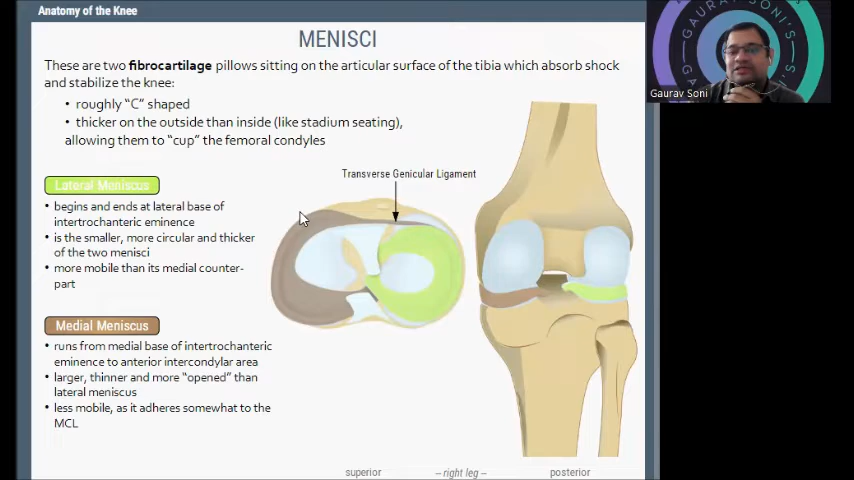 Anatomy of the Knee
MENISCI
These are two fibrocartilage pillows sitting on the articular surface of the tibia which absorb shock
and stabilize the knee:
• roughly “C” shaped
• thicker on the outside than inside (like stadium seating),
allowing them to “cup” the femoral condyles
Lateral Meniscus
• begins and ends at lateral base of
intertrochanteric eminence
• is the smaller, more circular and thicker
of the two menisci
• more mobile than its medial counter-
part
Medial Meniscus
• runs from medial base of intertrochanteric
eminence to anterior intercondylar area
• larger, thinner and more “opened” than
lateral meniscus
• less mobile, as it adheres somewhat to the
MCL
Transverse Genicular Ligament
superior
– right leg –
posterior
GAURAV SONI'S
Gaurav Soni